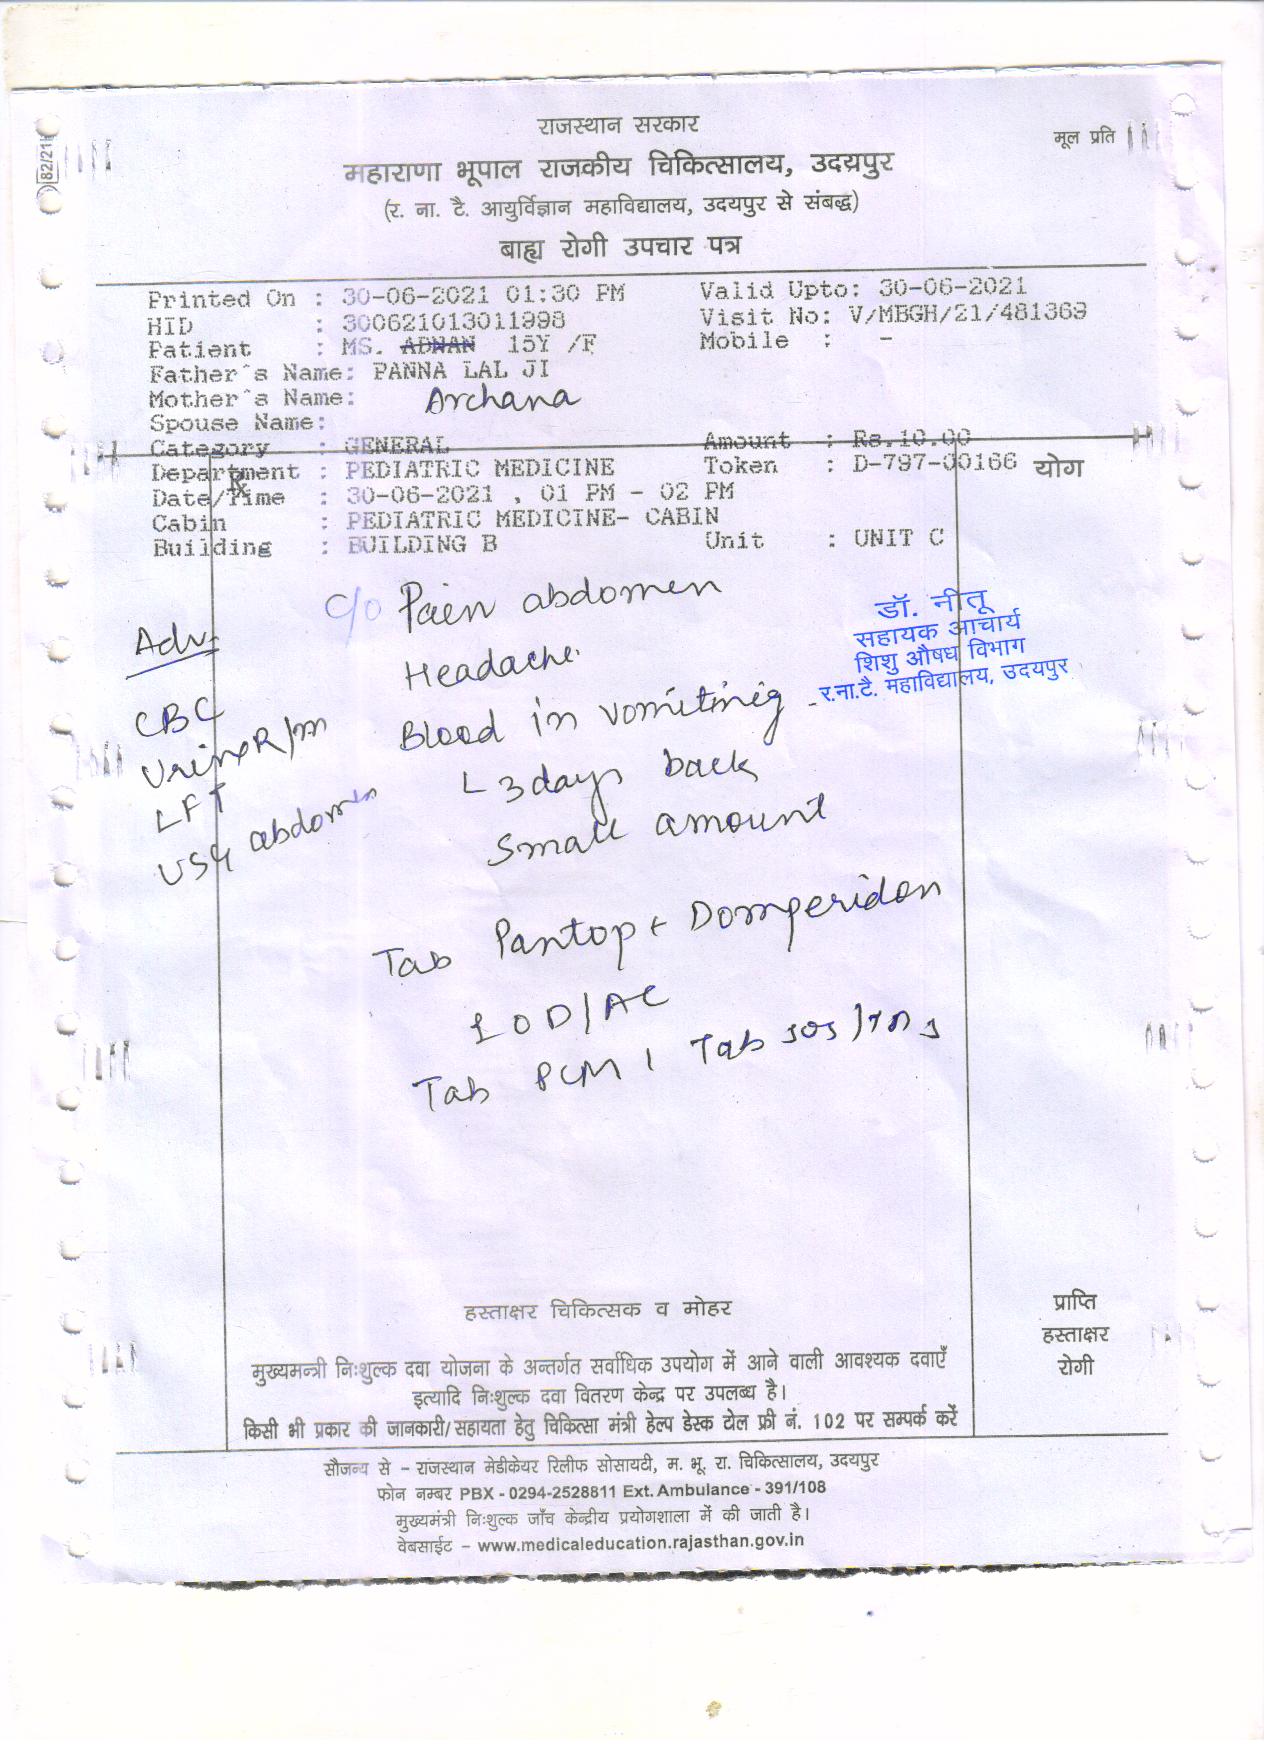 82/21
राजस्थान सरकार
मूल प्रति
महाराणा भूपाल राजकीय चिकित्सालय, उदयपुर
(र. ना. टै. आयुर्विज्ञान महाविद्यालय, उदयपुर से संबद्ध)
बाह्य रोगी उपचार पत्र
Printed On : 30-06-2021 01:30 PM Valid Upto: 30-06-2021
HID : 300621013011998 Visit No: V/MBGH/21/481369
Patient : MS. ADNAN 15Y /F Mobile : -
Father's Name: PANNA LAL JI
Mother's Name: Archana
Spouse Name:
Category : GENERAL Amount : Rs.10.00
Department : PEDIATRIC MEDICINE Token : D-797-00166 योग
Rx
Date/Time : 30-06-2021 , 01 PM - 02 PM
Cabin : PEDIATRIC MEDICINE- CABIN
Building : BUILDING B Unit : UNIT C
c/o Pain abdomen
Headache.
Blood in vomiting
L 3 days back
Small amount
डॉ. नीतू
सहायक आचार्य
शिशु औषध विभाग
र.ना.टै. महाविद्यालय, उदयपुर
Adv
CBC
Urine R/m
LFT
USG abdomen
Tab Pantop + Domperidon
1 OD/AC
Tab PCM 1 Tab SOS
हस्ताक्षर चिकित्सक व मोहर
प्राप्ति
हस्ताक्षर
रोगी
मुख्यमन्त्री निःशुल्क दवा योजना के अन्तर्गत सर्वाधिक उपयोग में आने वाली आवश्यक दवाएँ
इत्यादि निःशुल्क दवा वितरण केन्द्र पर उपलब्ध है।
किसी भी प्रकार की जानकारी/सहायता हेतु चिकित्सा मंत्री हेल्प डेस्क टोल फ्री नं. 102 पर सम्पर्क करें
सौजन्य से – राजस्थान मेडीकेयर रिलीफ सोसायटी, म. भू. रा. चिकित्सालय, उदयपुर
फोन नम्बर PBX - 0294-2528811 Ext. Ambulance - 391/108
मुख्यमंत्री निःशुल्क जाँच केन्द्रीय प्रयोगशाला में की जाती है।
वेबसाईट – www.medicaleducation.rajasthan.gov.in